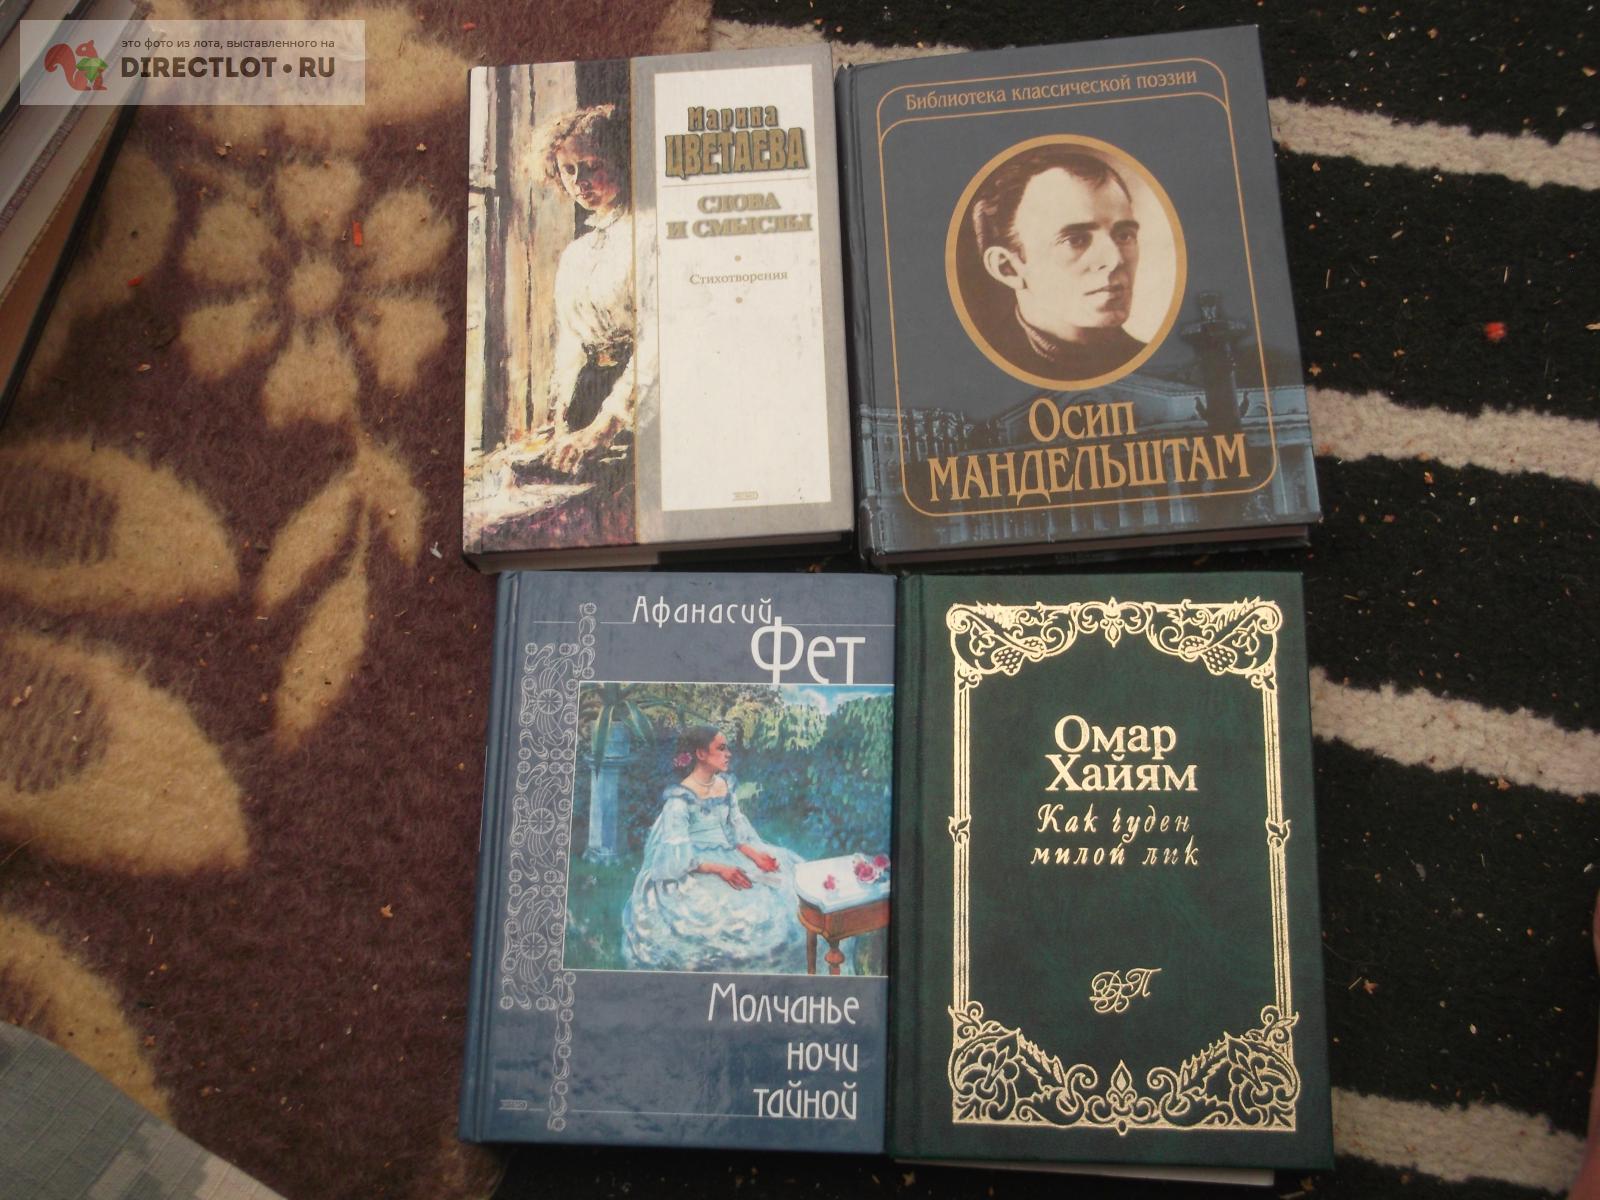 это фото из лота, выставленного на
DIRECTLOT•RU
Марина
ЦВЕТАЕВА
СЛОВА
И СМЫСЛЫ
Стихотворения
Библиотека классической поэзии
Осип
МАНДЕЛЬШТАМ
Афанасий
Фет
Молчанье
ночи
тайной
Омар
Хайям
Как чуден
милой лик